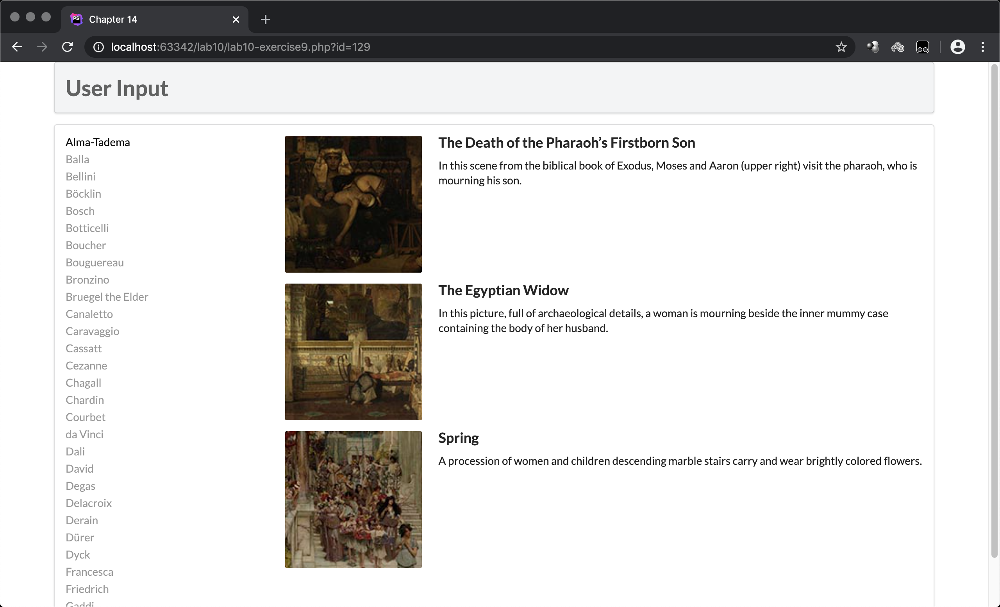 PS
Chapter 14
localhost:63342/lab10/lab10-exercise9.php?id=129
User Input
Alma-Tadema
Balla
Bellini
Böcklin
Bosch
Botticelli
Boucher
Bouguereau
Bronzino
Bruegel the Elder
Canaletto
Caravaggio
Cassatt
Cezanne
Chagall
Chardin
Courbet
da Vinci
Dali
David
Degas
Delacroix
Derain
Dürer
Dyck
Francesca
Friedrich
Gaddi
The Death of the Pharaoh’s Firstborn Son
In this scene from the biblical book of Exodus, Moses and Aaron (upper right) visit the pharaoh, who is
mourning his son.
The Egyptian Widow
In this picture, full of archaeological details, a woman is mourning beside the inner mummy case
containing the body of her husband.
Spring
A procession of women and children descending marble stairs carry and wear brightly colored flowers.